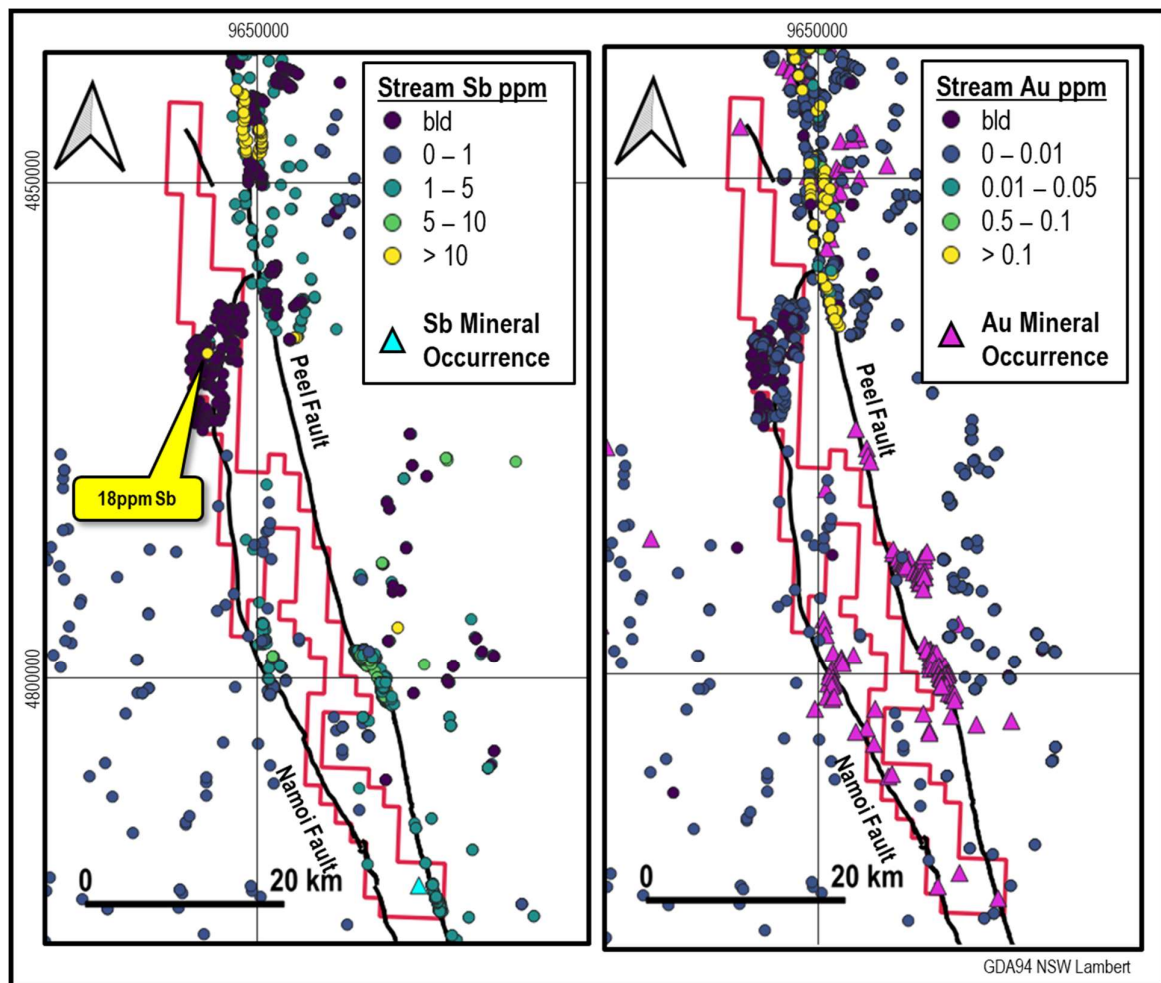 9650000
4850000
4800000
Stream Sb ppm
bld
0 – 1
1 – 5
5 – 10
> 10
Sb Mineral
Occurrence
Peel Fault
18ppm Sb
Namoi Fault
0
20 km
9650000
Stream Au ppm
bld
0 – 0.01
0.01 – 0.05
0.5 – 0.1
> 0.1
Au Mineral
Occurrence
Peel Fault
Namoi Fault
0
20 km
GDA94 NSW Lambert